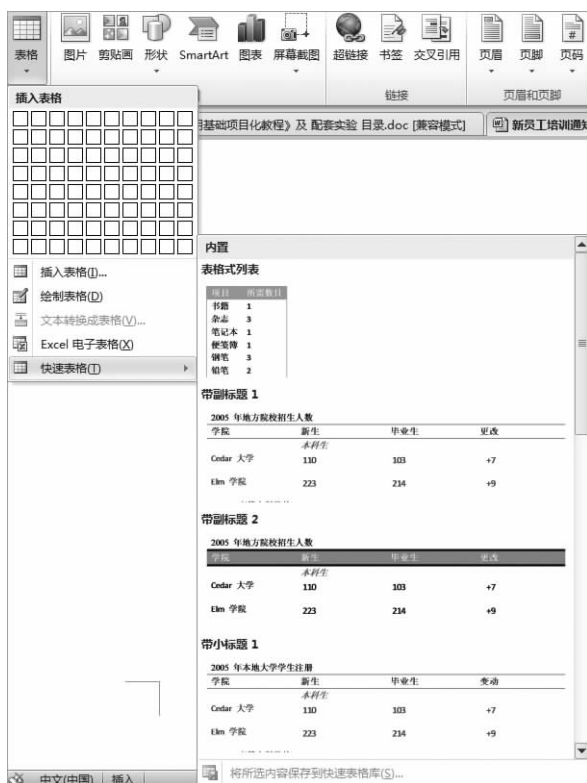 表格 图片 剪贴画 形状 SmartArt 图表 屏幕截图 超链接 书签 交叉引用 页眉 页脚 页码
# 
链接 页眉和页脚
插入表格
基础项目化教程》及 配套实验 目录.doc [兼容模式] 新员工培训通
插入表格(I)...
绘制表格(D)
文本转换成表格(V)...
Excel 电子表格(X)
快速表格(T)
内置
表格式列表
项目 所需数目
书籍 1
杂志 3
笔记本 1
便笺簿 1
钢笔 3
铅笔 2
带副标题 1
2005 年地方院校招生人数
学院 新生 毕业生 更改
本科生
Cedar 大学 110 103 +7
Elm 学院 223 214 +9
带副标题 2
2005 年地方院校招生人数
学院 新生 毕业生 更改
本科生
Cedar 大学 110 103 +7
Elm 学院 223 214 +9
带小标题 1
2005 年本地大学学生注册
学院 新生 毕业生 变动
本科生
Cedar 大学 110 103 +7
Elm 学院 223 214 +9
将所选内容保存到快速表格库(S)...
中文(中国) 插入